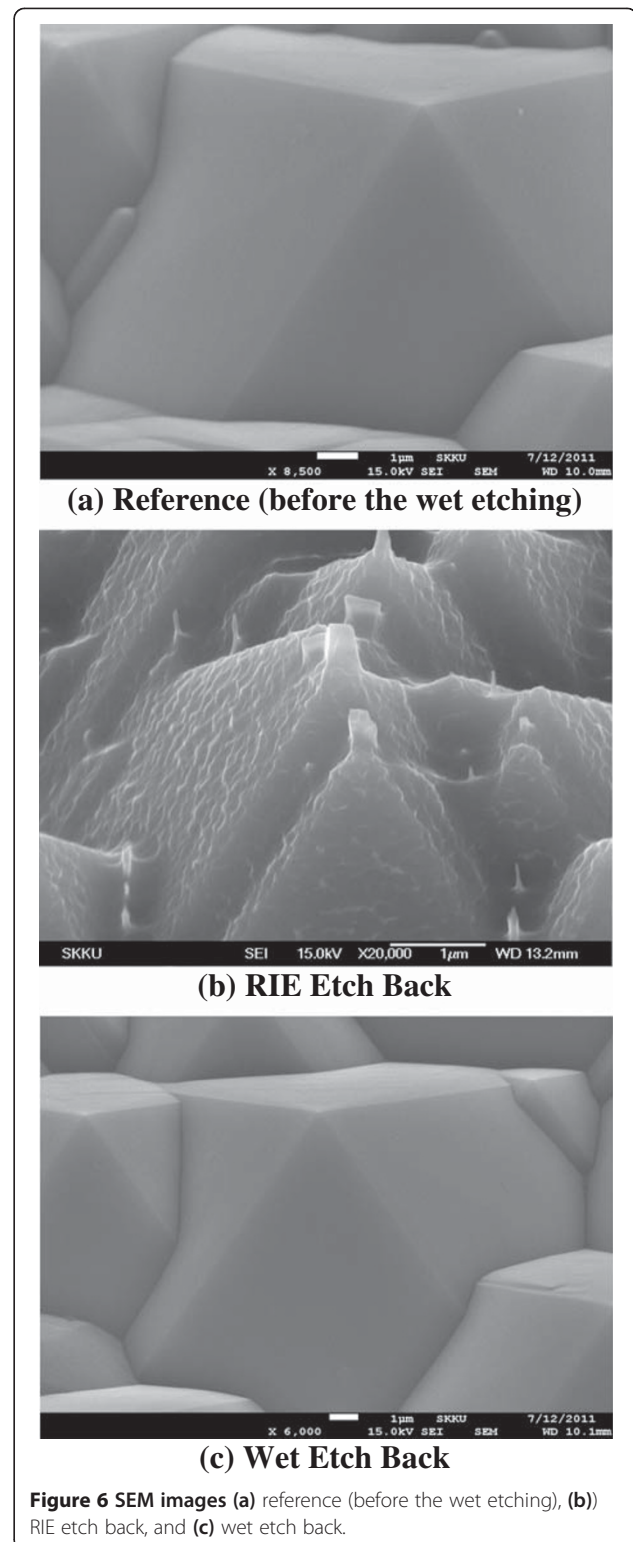 1µm SKKU 7/12/2011
X 8,500 15.0kV SEI SEM WD 10.0mm
(a) Reference (before the wet etching)
SKKU SEI 15.0kV X20,000 1µm WD 13.2mm
(b) RIE Etch Back
1µm SKKU 7/12/2011
X 6,000 15.0kV SEI SEM WD 10.1mm
(c) Wet Etch Back
Figure 6 SEM images (a) reference (before the wet etching), (b))
RIE etch back, and (c) wet etch back.